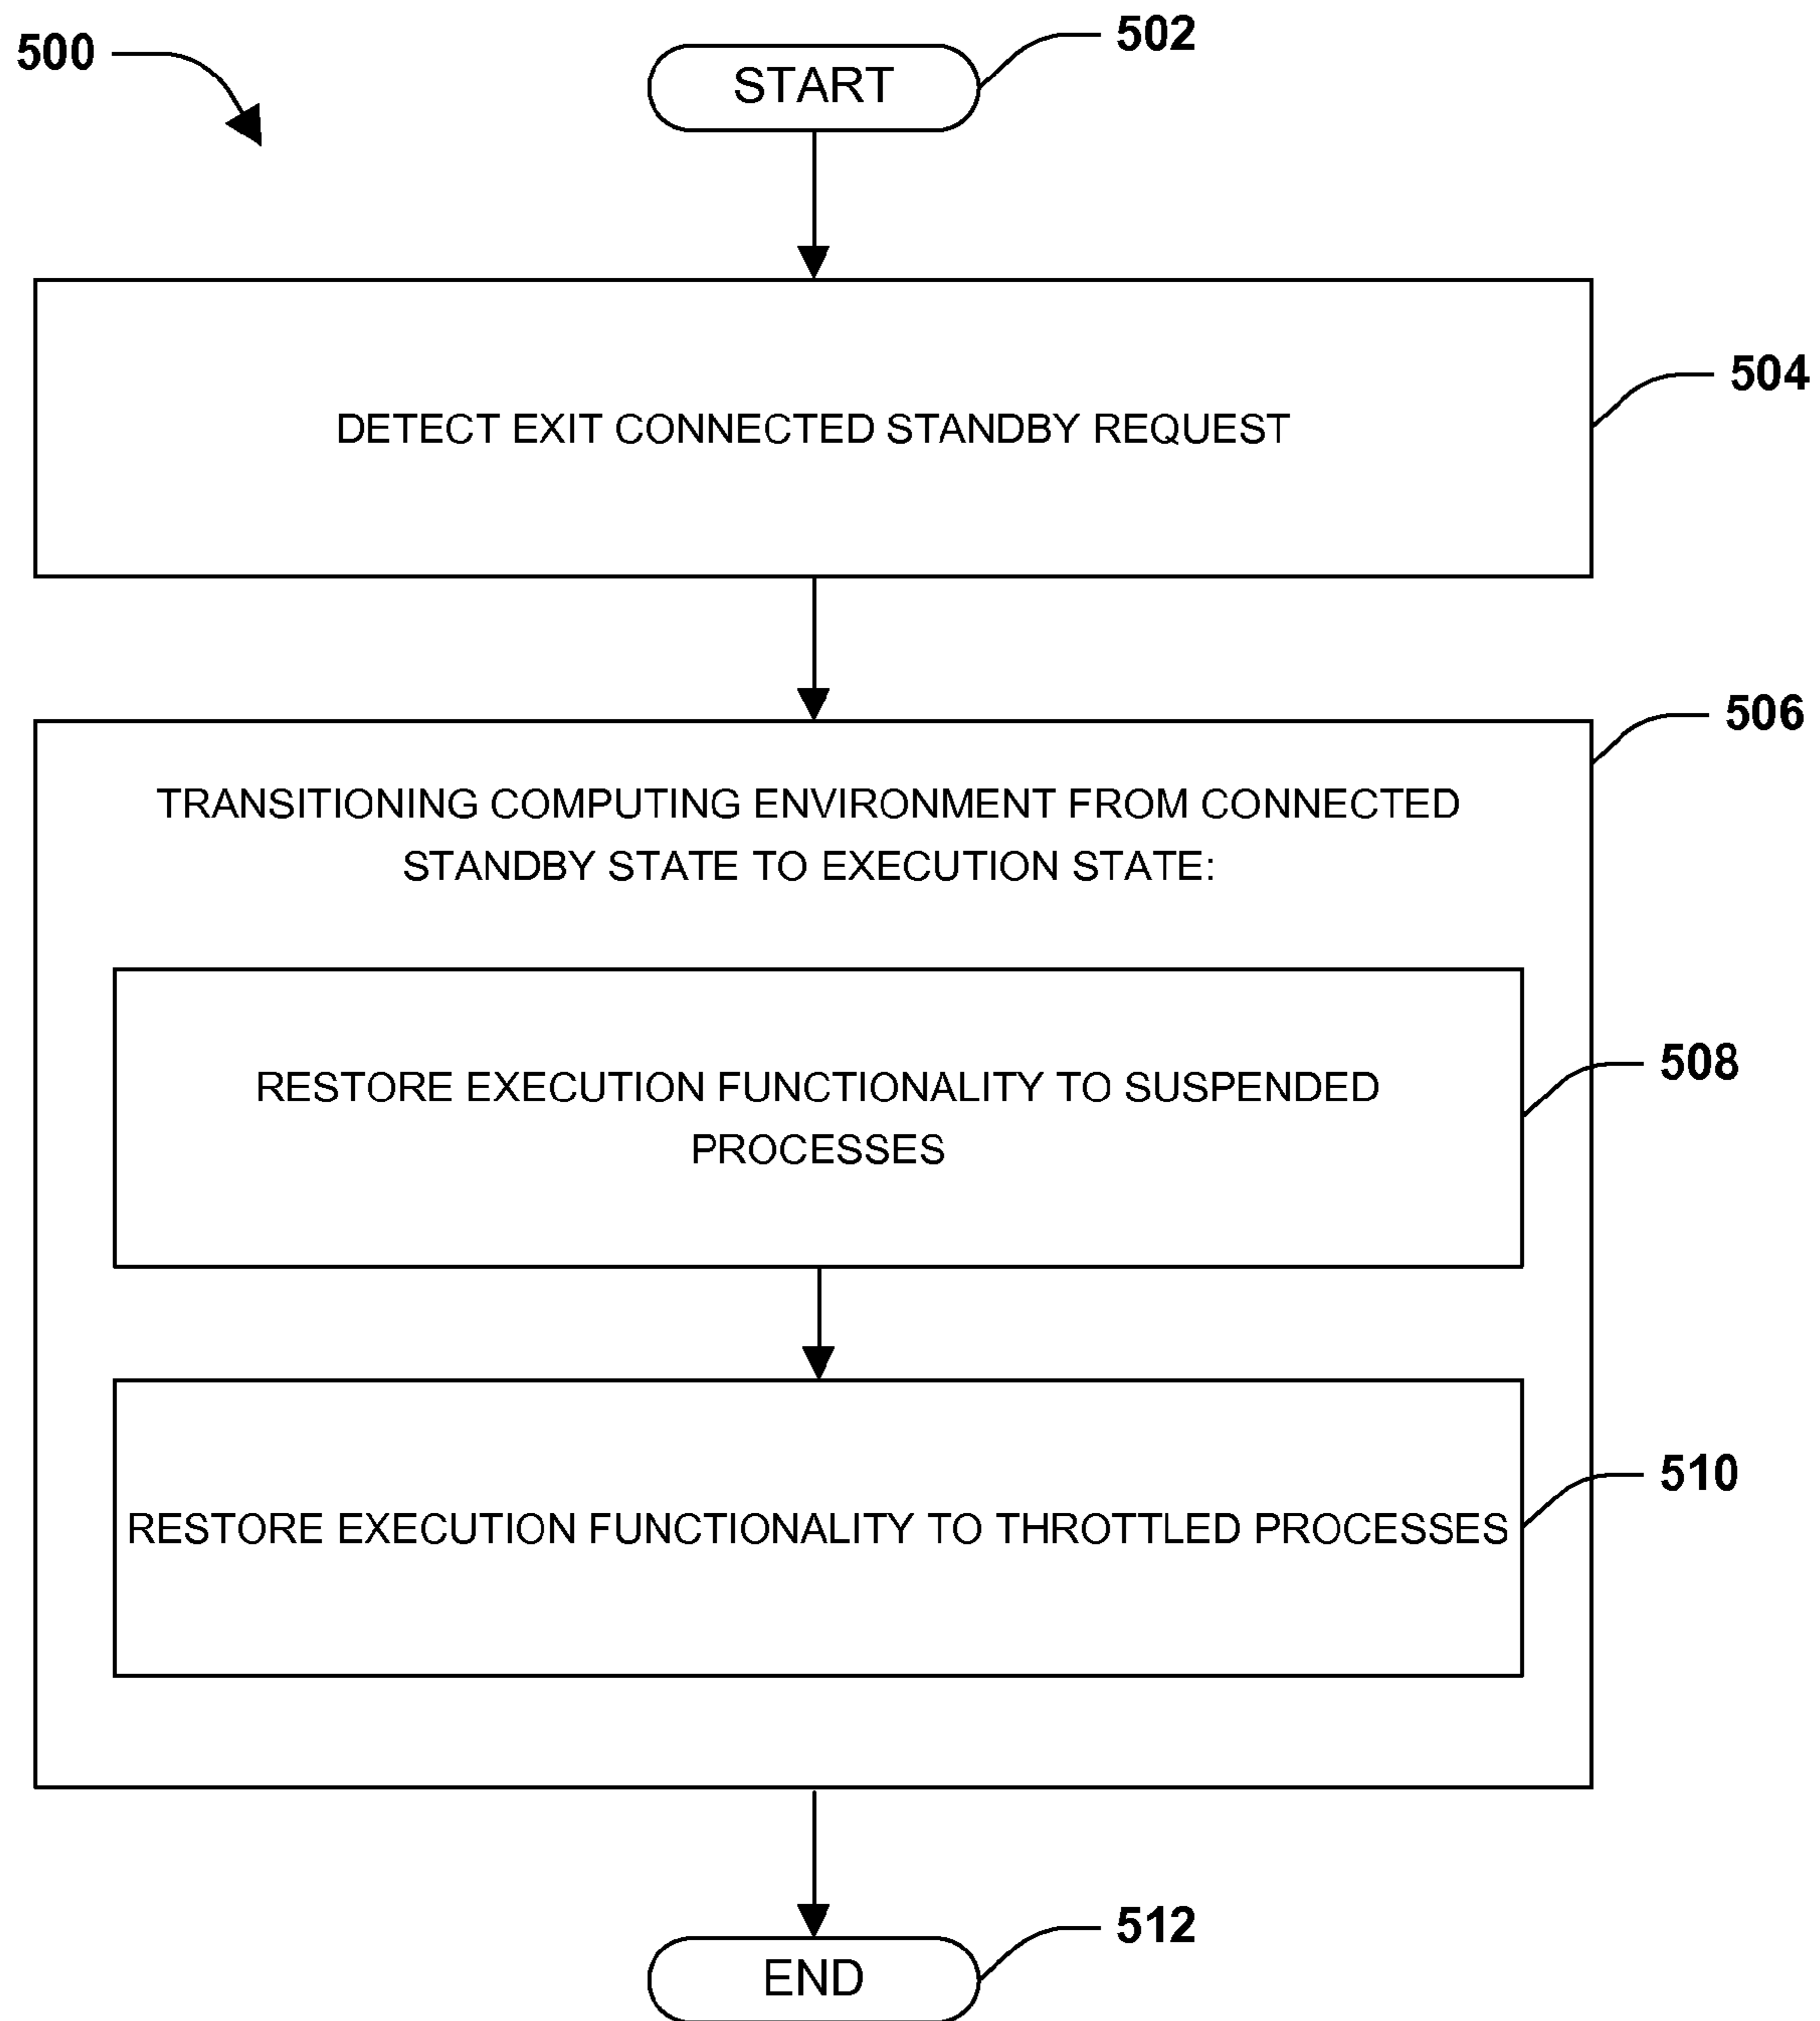 500
START
502
DETECT EXIT CONNECTED STANDBY REQUEST
504
506
TRANSITIONING COMPUTING ENVIRONMENT FROM CONNECTED
STANDBY STATE TO EXECUTION STATE:
RESTORE EXECUTION FUNCTIONALITY TO SUSPENDED
PROCESSES
508
RESTORE EXECUTION FUNCTIONALITY TO THROTTLED PROCESSES
510
END
512